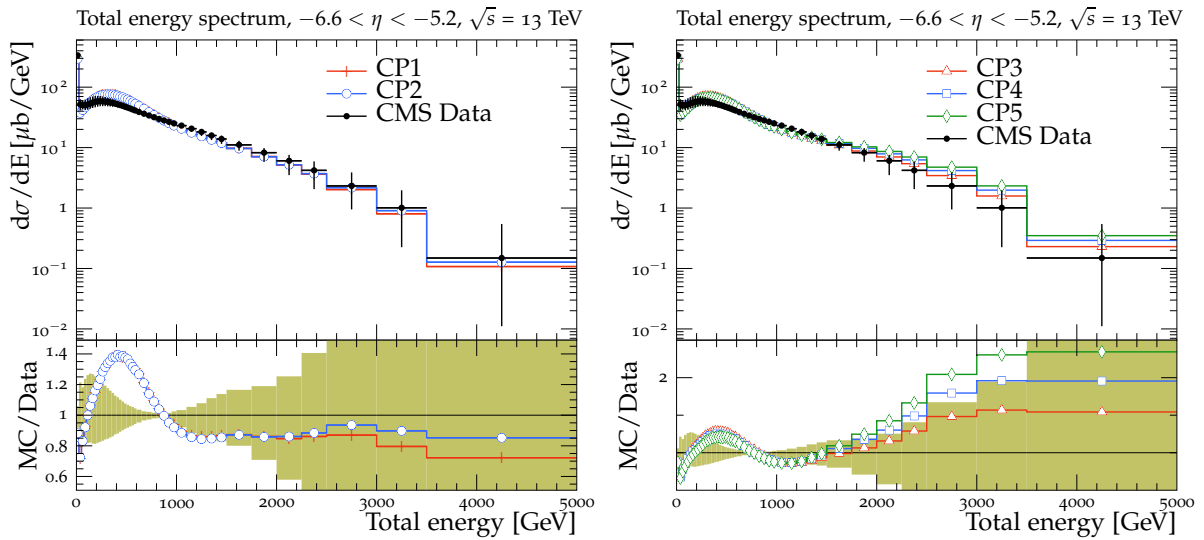 Total energy spectrum, −6.6 < η < −5.2, √s = 13 TeV
dσ/dE [µb/GeV]
10²
10¹
1
10⁻¹
10⁻²
CP1
CP2
CMS Data
MC/Data
1.4
1.2
1
0.8
0.6
0 1000 2000 3000 4000 5000
Total energy [GeV]
Total energy spectrum, −6.6 < η < −5.2, √s = 13 TeV
dσ/dE [µb/GeV]
10²
10¹
1
10⁻¹
10⁻²
CP3
CP4
CP5
CMS Data
MC/Data
2
1
0 1000 2000 3000 4000 5000
Total energy [GeV]